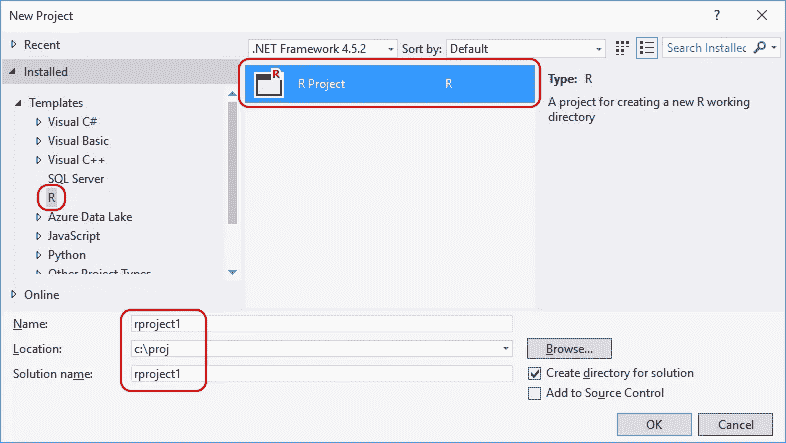 New Project
?
Recent
.NET Framework 4.5.2
Sort by:
Default
Search Installed
Installed
R Project
R
Type: R
A project for creating a new R working
directory
Templates
Visual C#
Visual Basic
Visual C++
SQL Server
R
Azure Data Lake
JavaScript
Python
Other Project Types
Online
Name:
rproject1
Location:
c:\proj
Browse...
Solution name:
rproject1
Create directory for solution
Add to Source Control
OK
Cancel